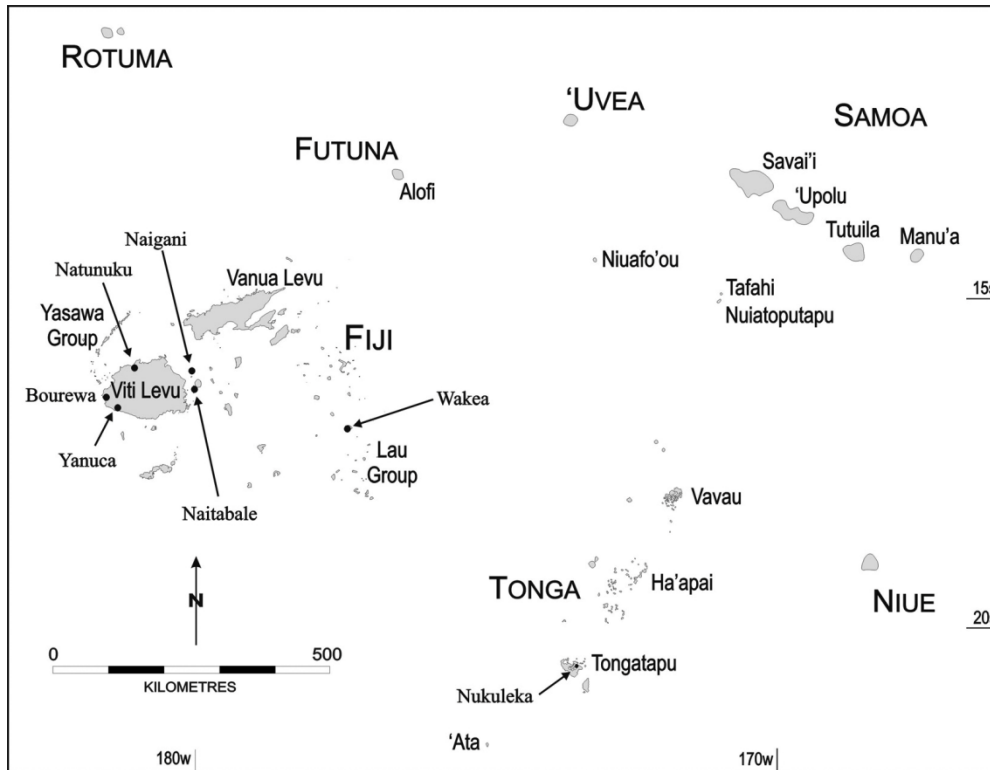 ROTUMA
'UVEA
SAMOA
FUTUNA
Savai'i
Alofi
'Upolu
Tutuila
Manu'a
Naigani
Niuafo'ou
Natunuku
Vanua Levu
Tafahi
15s
Yasawa
Group
Nuiatoputapu
FIJI
Bourewa
Viti Levu
Wakea
Yanuca
Lau
Group
Naitabale
Vavau
TONGA
Ha'apai
NIUE
N
20s
0
500
KILOMETRES
Tongatapu
Nukuleka
'Ata
180w
170w